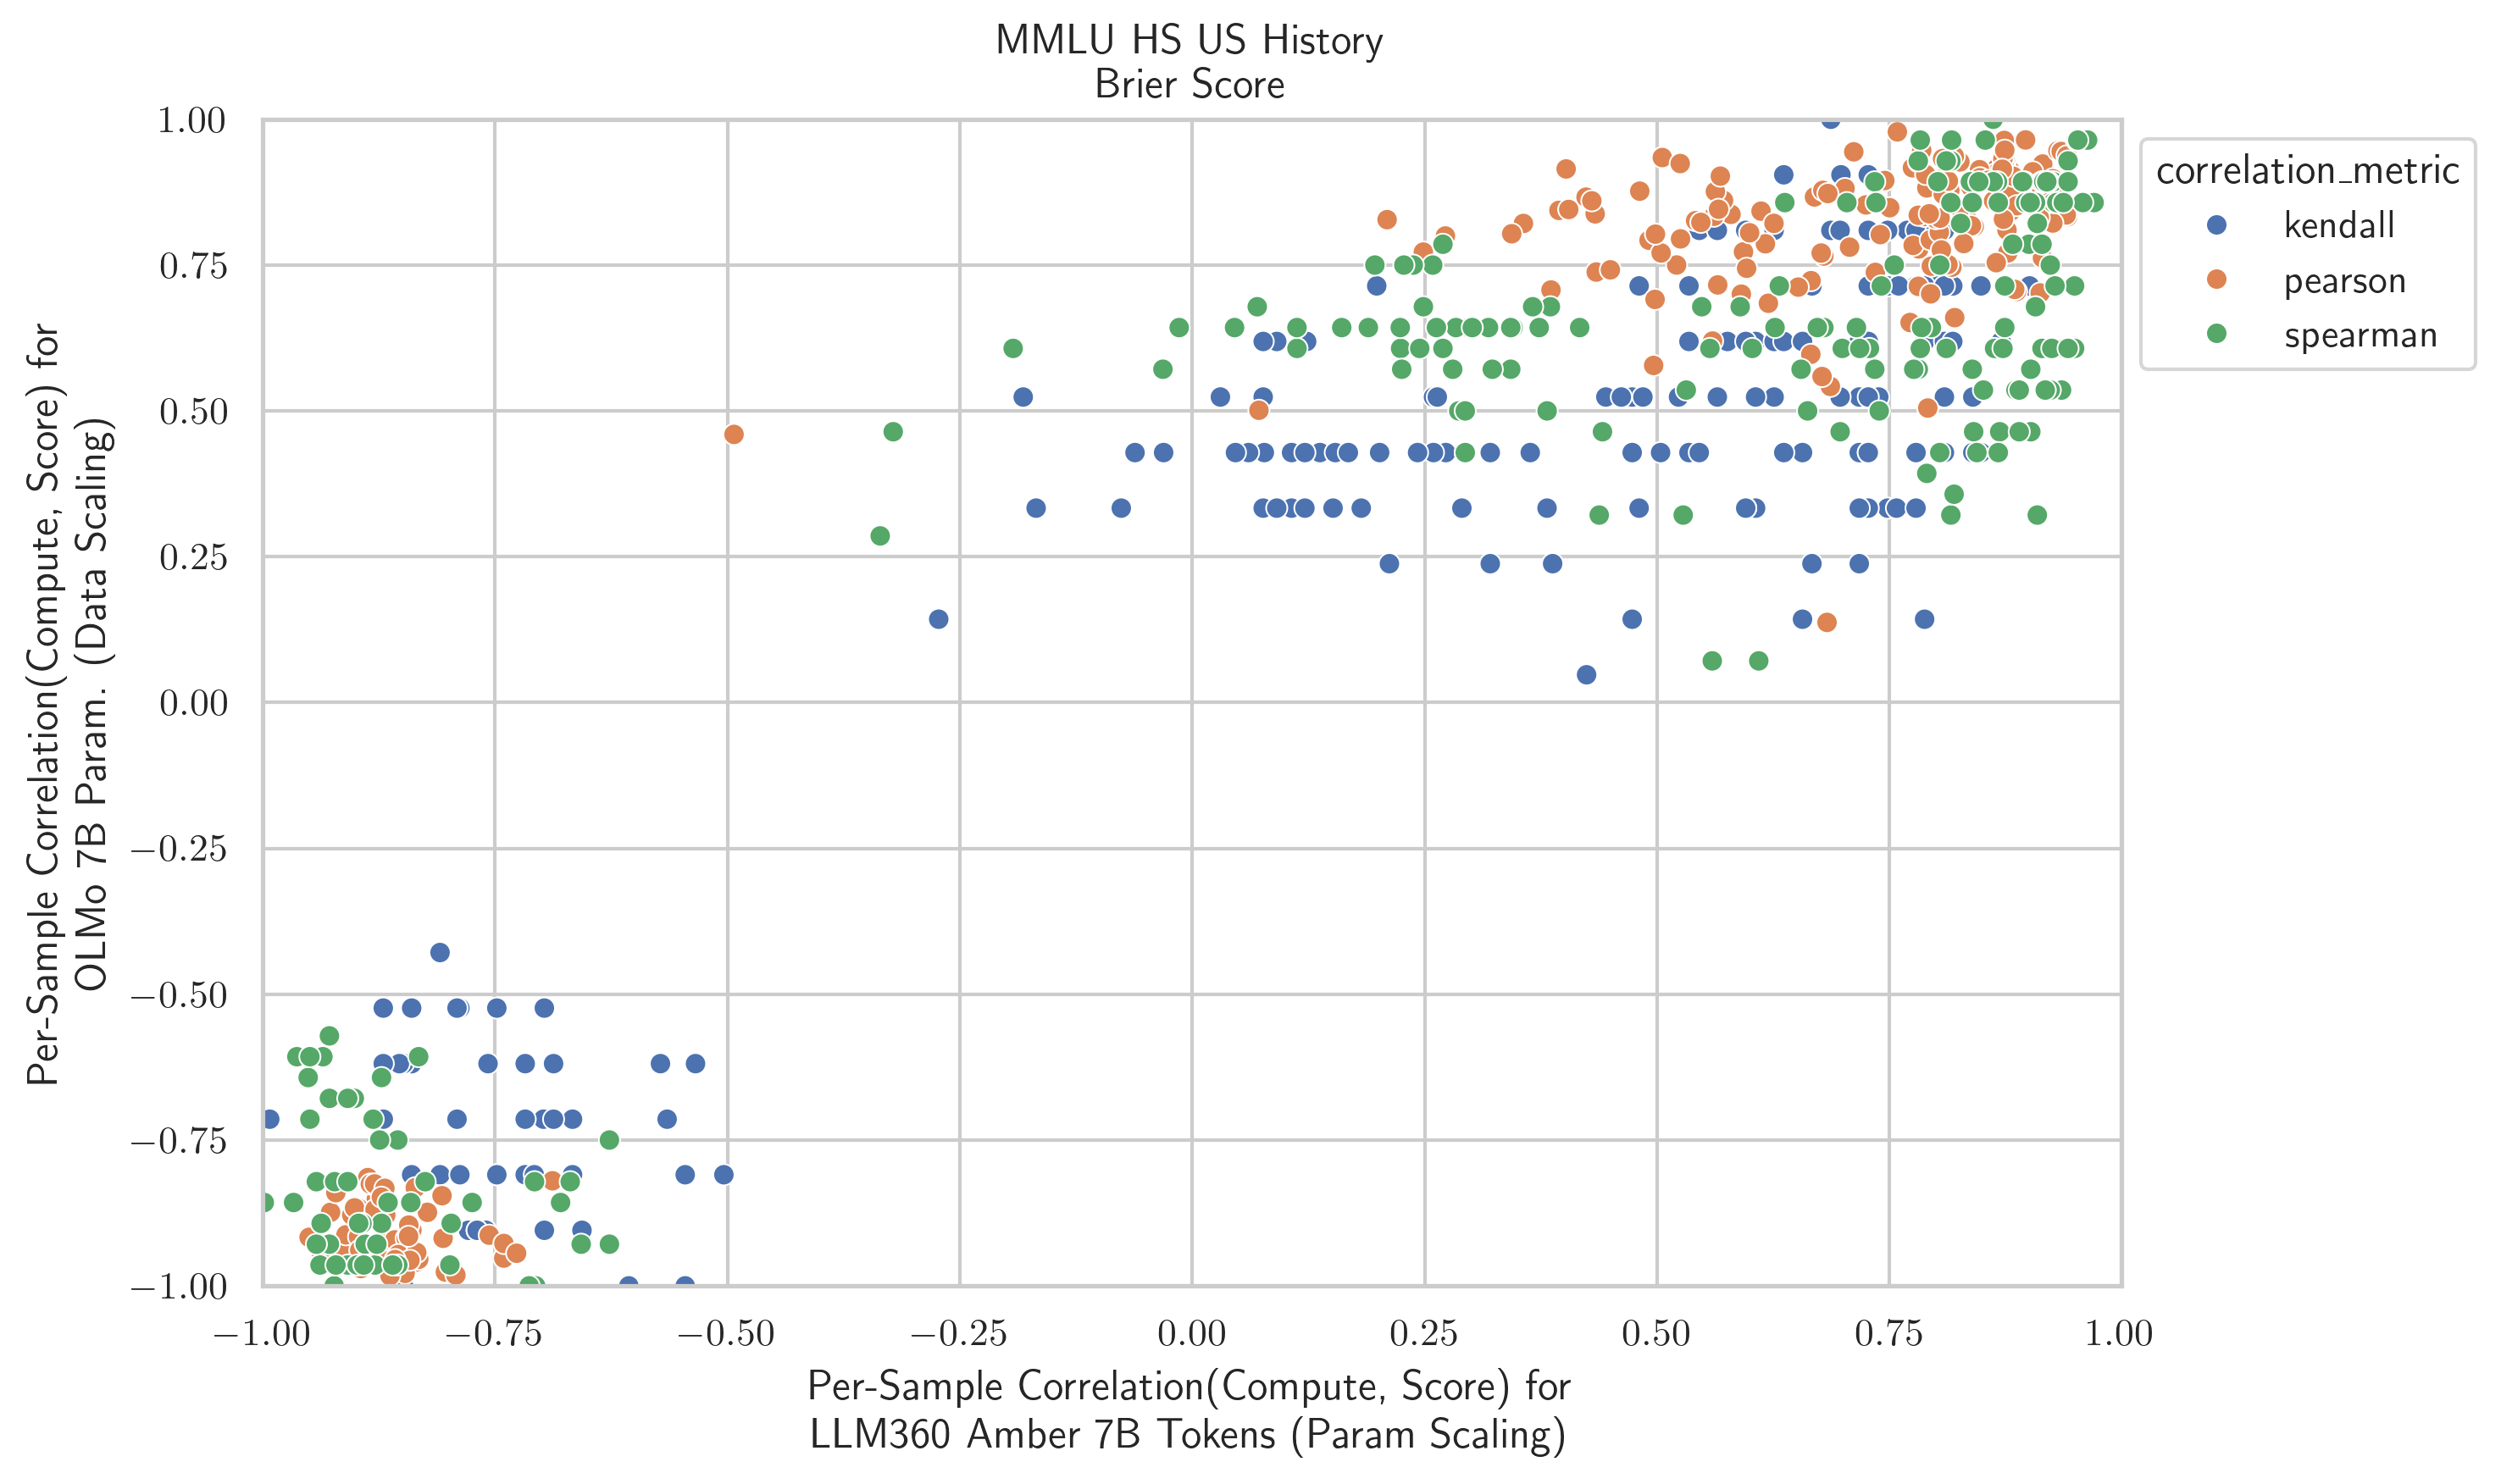 MMLU HS US History
Brier Score
Per-Sample Correlation(Compute, Score) for
OLMo 7B Param. (Data Scaling)
1.00
0.75
0.50
0.25
0.00
−0.25
−0.50
−0.75
−1.00
−1.00 −0.75 −0.50 −0.25 0.00 0.25 0.50 0.75 1.00
Per-Sample Correlation(Compute, Score) for
LLM360 Amber 7B Tokens (Param Scaling)
correlation_metric
kendall
pearson
spearman